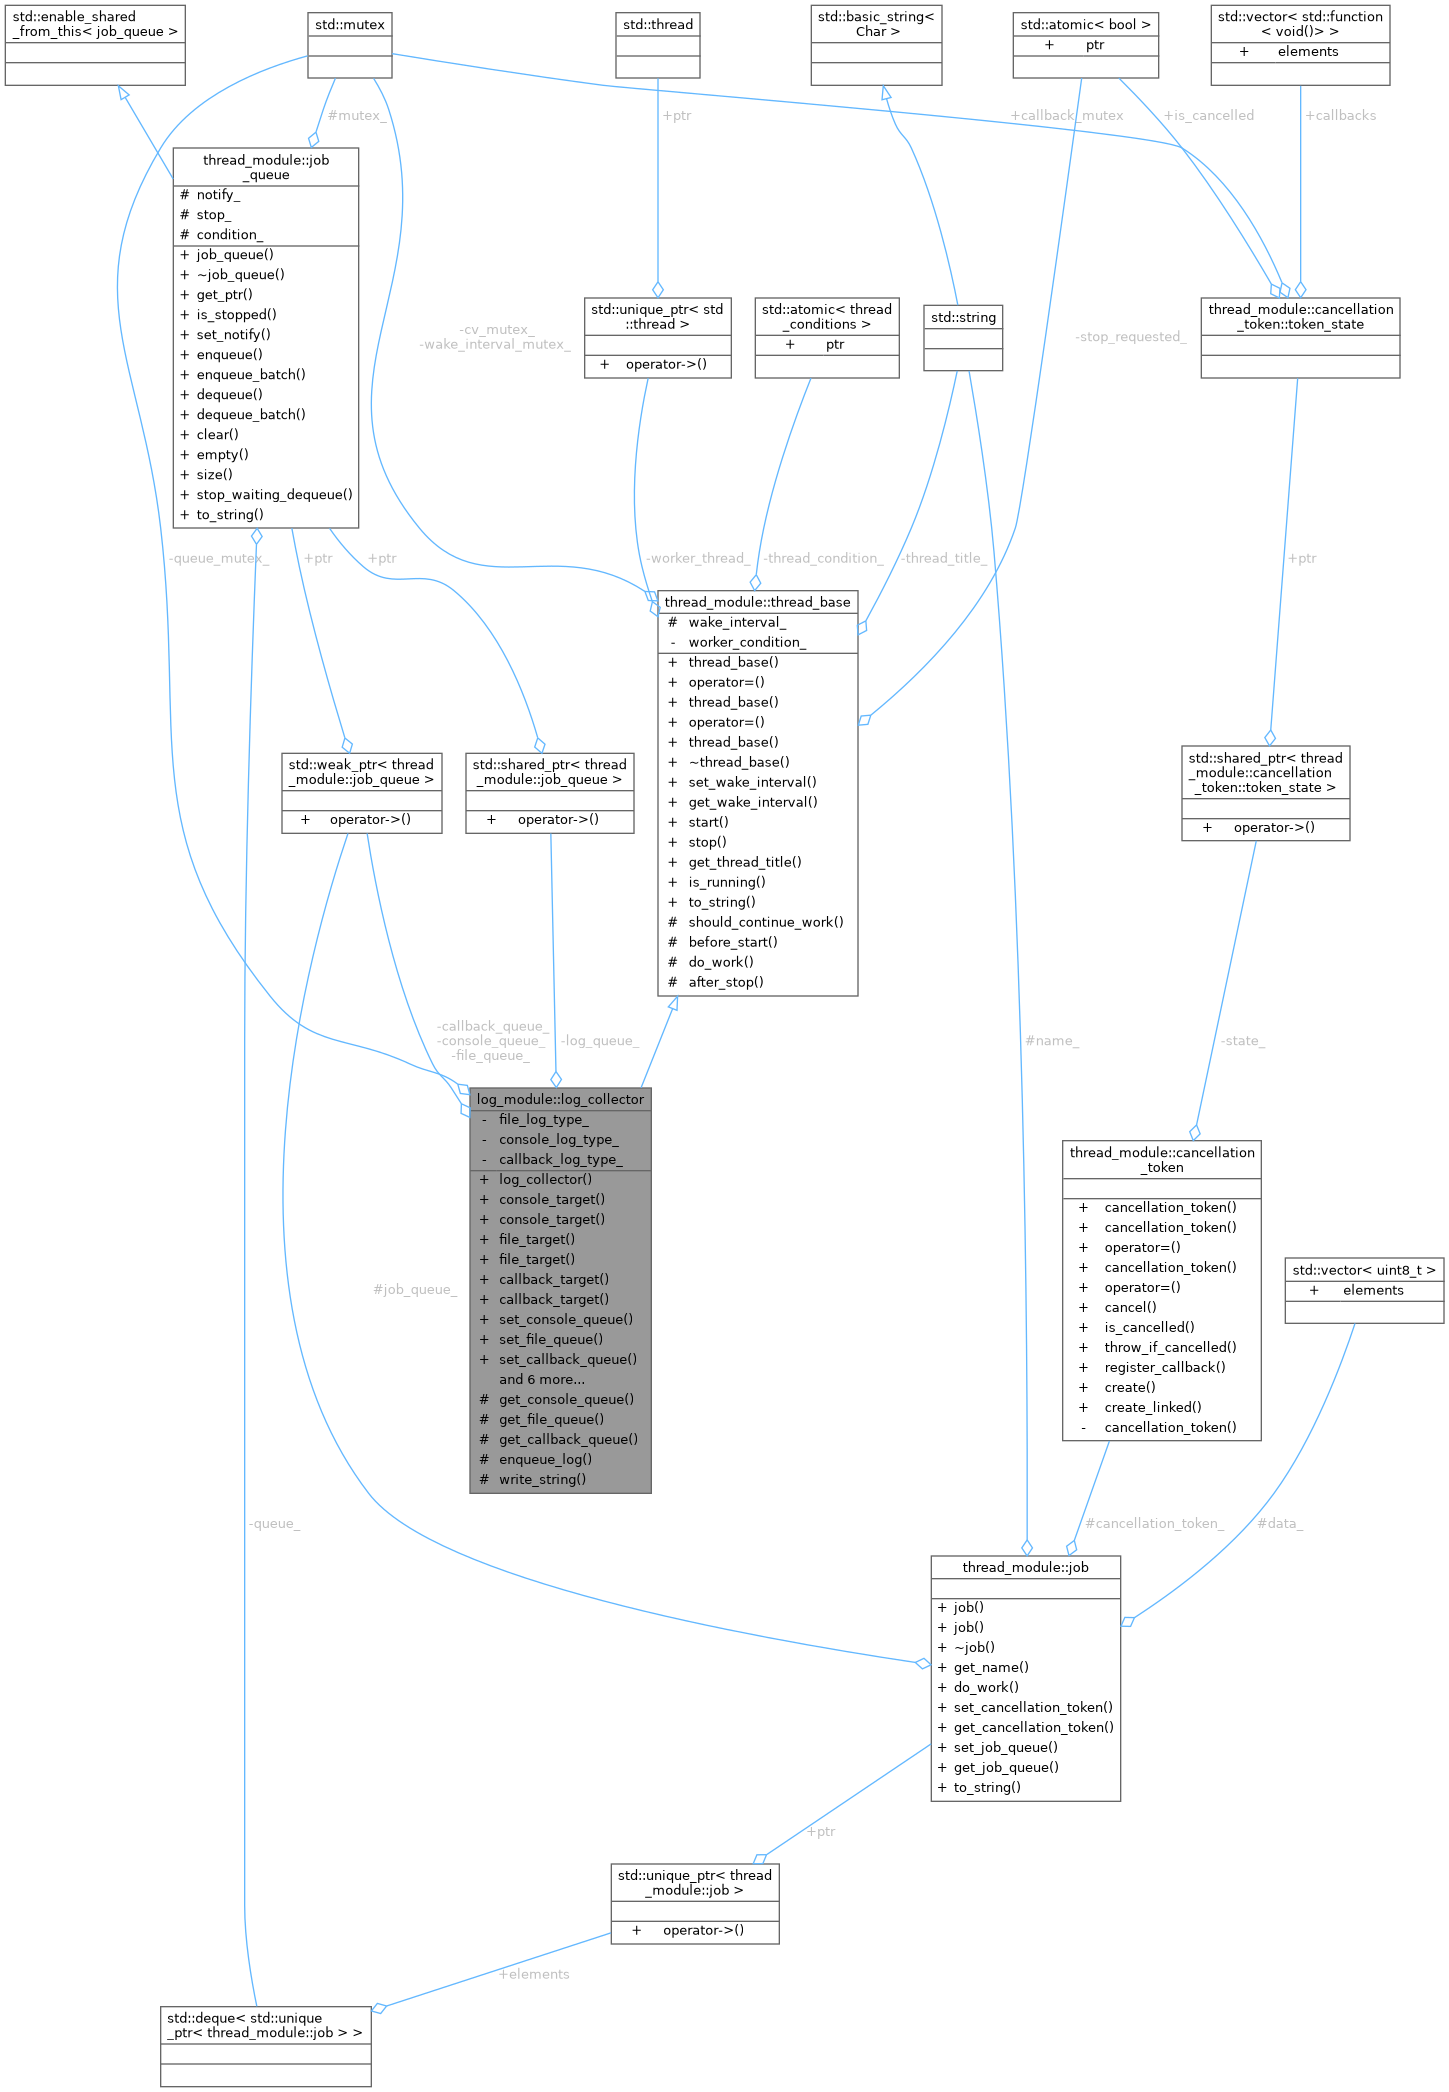 std::enable_shared
_from_this< job_queue >
std::mutex
std::thread
std::basic_string<
Char >
std::atomic< bool >
+ ptr
std::vector< std::function
< void()> >
+ elements
#mutex_
+ptr
+callback_mutex
+is_cancelled
+callbacks
thread_module::job
_queue
# notify_
# stop_
# condition_
+ job_queue()
+ ~job_queue()
+ get_ptr()
+ is_stopped()
+ set_notify()
+ enqueue()
+ enqueue_batch()
+ dequeue()
+ dequeue_batch()
+ clear()
+ empty()
+ size()
+ stop_waiting_dequeue()
+ to_string()
-cv_mutex_
-wake_interval_mutex_
std::unique_ptr< std
::thread >
+ operator->()
std::atomic< thread
_conditions >
+ ptr
std::string
-stop_requested_
thread_module::cancellation
_token::token_state
-queue_mutex_
+ptr
+ptr
-worker_thread_
-thread_condition_
-thread_title_
+ptr
thread_module::thread_base
# wake_interval_
- worker_condition_
+ thread_base()
+ operator=()
+ thread_base()
+ operator=()
+ thread_base()
+ ~thread_base()
+ set_wake_interval()
+ get_wake_interval()
+ start()
+ stop()
+ get_thread_title()
+ is_running()
+ to_string()
# should_continue_work()
# before_start()
# do_work()
# after_stop()
std::weak_ptr< thread
_module::job_queue >
+ operator->()
std::shared_ptr< thread
_module::job_queue >
+ operator->()
std::shared_ptr< thread
_module::cancellation
_token::token_state >
+ operator->()
-callback_queue_
-console_queue_
-file_queue_
-log_queue_
#name_
-state_
log_module::log_collector
- file_log_type_
- console_log_type_
- callback_log_type_
+ log_collector()
+ console_target()
+ console_target()
+ file_target()
+ file_target()
+ callback_target()
+ callback_target()
+ set_console_queue()
+ set_file_queue()
+ set_callback_queue()
and 6 more...
# get_console_queue()
# get_file_queue()
# get_callback_queue()
# enqueue_log()
# write_string()
thread_module::cancellation
_token
+ cancellation_token()
+ cancellation_token()
+ operator=()
+ cancellation_token()
+ operator=()
+ cancel()
+ is_cancelled()
+ throw_if_cancelled()
+ register_callback()
+ create()
+ create_linked()
- cancellation_token()
std::vector< uint8_t >
+ elements
#job_queue_
-queue_
#cancellation_token_
#data_
thread_module::job
+ job()
+ job()
+ ~job()
+ get_name()
+ do_work()
+ set_cancellation_token()
+ get_cancellation_token()
+ set_job_queue()
+ get_job_queue()
+ to_string()
+ptr
std::unique_ptr< thread
_module::job >
+ operator->()
+elements
std::deque< std::unique
_ptr< thread_module::job > >